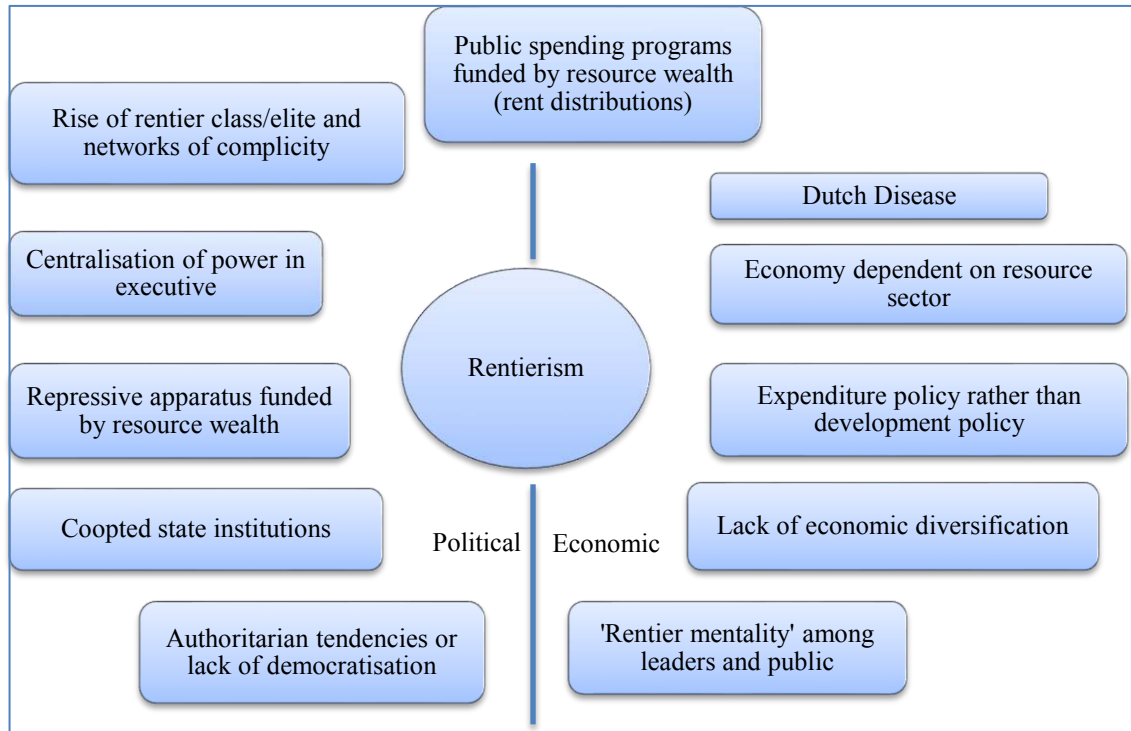 Public spending programs
funded by resource wealth
(rent distributions)
Rise of rentier class/elite and
networks of complicity
Dutch Disease
Centralisation of power in
executive
Economy dependent on resource
sector
Rentierism
Repressive apparatus funded
by resource wealth
Expenditure policy rather than
development policy
Coopted state institutions
Political
Economic
Lack of economic diversification
Authoritarian tendencies or
lack of democratisation
'Rentier mentality' among
leaders and public